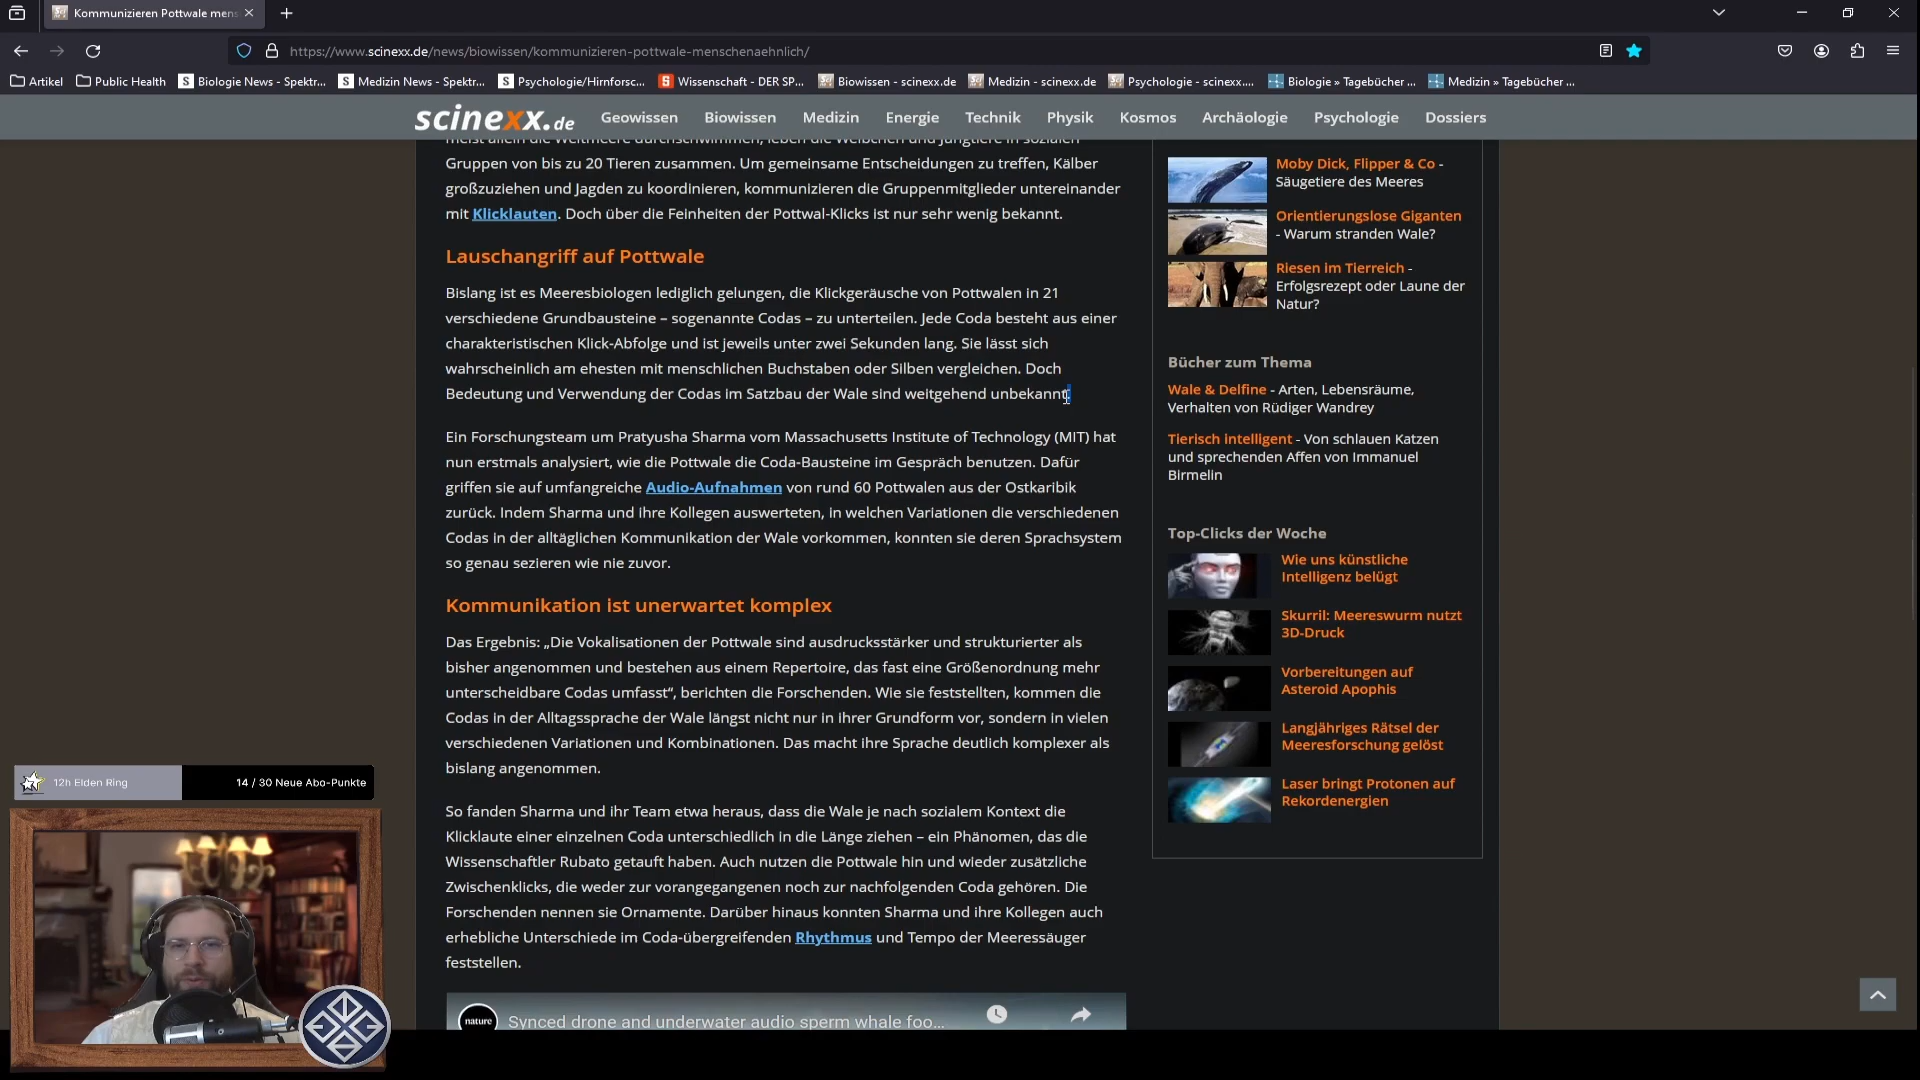 Kommunizieren Pottwale mens
https://www.scinexx.de/news/biowissen/kommunizieren-pottwale-menschenaehnlich/
Artikel
Public Health
Biologie News - Spektr...
Medizin News - Spektr...
Psychologie/Hirnforsc...
Wissenschaft - DER SP...
Biowissen - scinexx.de
Medizin - scinexx.de
Psychologie - scinexx....
Biologie » Tagebücher ...
Medizin » Tagebücher ...
scinexx.de
Geowissen
Biowissen
Medizin
Energie
Technik
Physik
Kosmos
Archäologie
Psychologie
Dossiers
meist allein die Weltmeere durchschwimmen, leben die Weibchen und Jungtiere in sozialen
Gruppen von bis zu 20 Tieren zusammen. Um gemeinsame Entscheidungen zu treffen, Kälber
großzuziehen und Jagden zu koordinieren, kommunizieren die Gruppenmitglieder untereinander
mit Klicklauten. Doch über die Feinheiten der Pottwal-Klicks ist nur sehr wenig bekannt.
Lauschangriff auf Pottwale
Bislang ist es Meeresbiologen lediglich gelungen, die Klickgeräusche von Pottwalen in 21
verschiedene Grundbausteine – sogenannte Codas – zu unterteilen. Jede Coda besteht aus einer
charakteristischen Klick-Abfolge und ist jeweils unter zwei Sekunden lang. Sie lässt sich
wahrscheinlich am ehesten mit menschlichen Buchstaben oder Silben vergleichen. Doch
Bedeutung und Verwendung der Codas im Satzbau der Wale sind weitgehend unbekannt.
Ein Forschungsteam um Pratyusha Sharma vom Massachusetts Institute of Technology (MIT) hat
nun erstmals analysiert, wie die Pottwale die Coda-Bausteine im Gespräch benutzen. Dafür
griffen sie auf umfangreiche Audio-Aufnahmen von rund 60 Pottwalen aus der Ostkaribik
zurück. Indem Sharma und ihre Kollegen auswerteten, in welchen Variationen die verschiedenen
Codas in der alltäglichen Kommunikation der Wale vorkommen, konnten sie deren Sprachsystem
so genau sezieren wie nie zuvor.
Kommunikation ist unerwartet komplex
Das Ergebnis: „Die Vokalisationen der Pottwale sind ausdrucksstärker und strukturierter als
bisher angenommen und bestehen aus einem Repertoire, das fast eine Größenordnung mehr
unterscheidbare Codas umfasst“, berichten die Forschenden. Wie sie feststellten, kommen die
Codas in der Alltagssprache der Wale längst nicht nur in ihrer Grundform vor, sondern in vielen
verschiedenen Variationen und Kombinationen. Das macht ihre Sprache deutlich komplexer als
bislang angenommen.
So fanden Sharma und ihr Team etwa heraus, dass die Wale je nach sozialem Kontext die
Klicklaute einer einzelnen Coda unterschiedlich in die Länge ziehen – ein Phänomen, das die
Wissenschaftler Rubato getauft haben. Auch nutzen die Pottwale hin und wieder zusätzliche
Zwischenklicks, die weder zur vorangegangenen noch zur nachfolgenden Coda gehören. Die
Forschenden nennen sie Ornamente. Darüber hinaus konnten Sharma und ihre Kollegen auch
erhebliche Unterschiede im Coda-übergreifenden Rhythmus und Tempo der Meeressäuger
feststellen.
nature
Synced drone and underwater audio sperm whale foo...
Moby Dick, Flipper & Co -
Säugetiere des Meeres
Orientierungslose Giganten
- Warum stranden Wale?
Riesen im Tierreich -
Erfolgsrezept oder Laune der
Natur?
Bücher zum Thema
Wale & Delfine - Arten, Lebensräume,
Verhalten von Rüdiger Wandrey
Tierisch intelligent - Von schlauen Katzen
und sprechenden Affen von Immanuel
Birmelin
Top-Clicks der Woche
Wie uns künstliche
Intelligenz belügt
Skurril: Meereswurm nutzt
3D-Druck
Vorbereitungen auf
Asteroid Apophis
Langjähriges Rätsel der
Meeresforschung gelöst
Laser bringt Protonen auf
Rekordenergien
12h Elden Ring
14 / 30 Neue Abo-Punkte